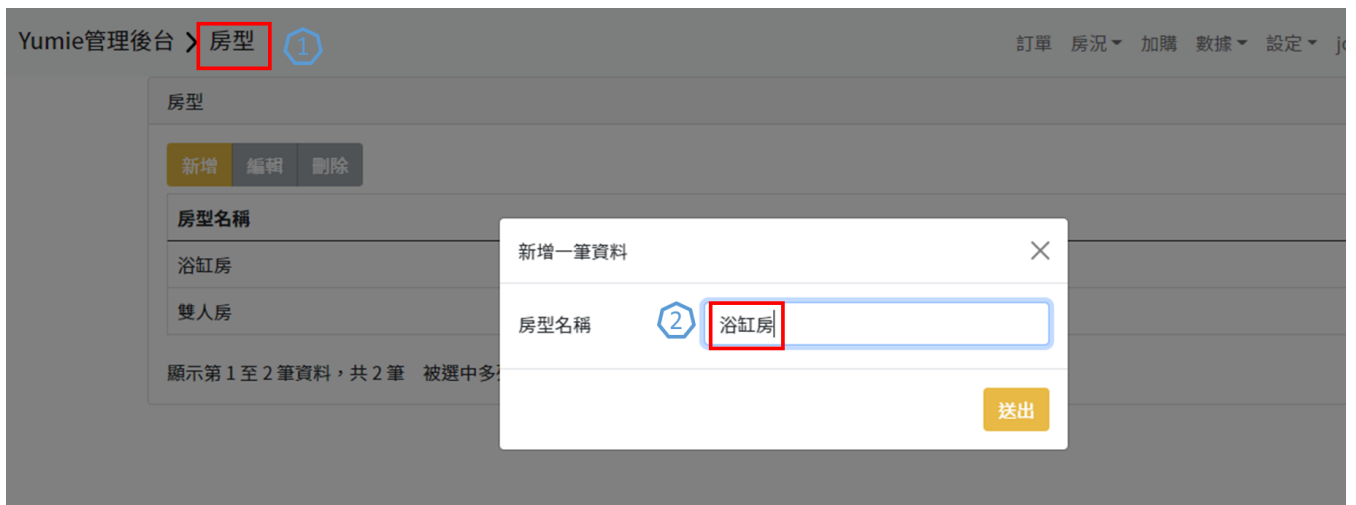 Yumie管理後台 > 房型 1 訂單 房況 加購 數據 設定
房型
新增 編輯 刪除
房型名稱
浴缸房
雙人房
顯示第 1 至 2 筆資料，共 2 筆 被選中多
新增一筆資料
房型名稱 2 浴缸房
送出